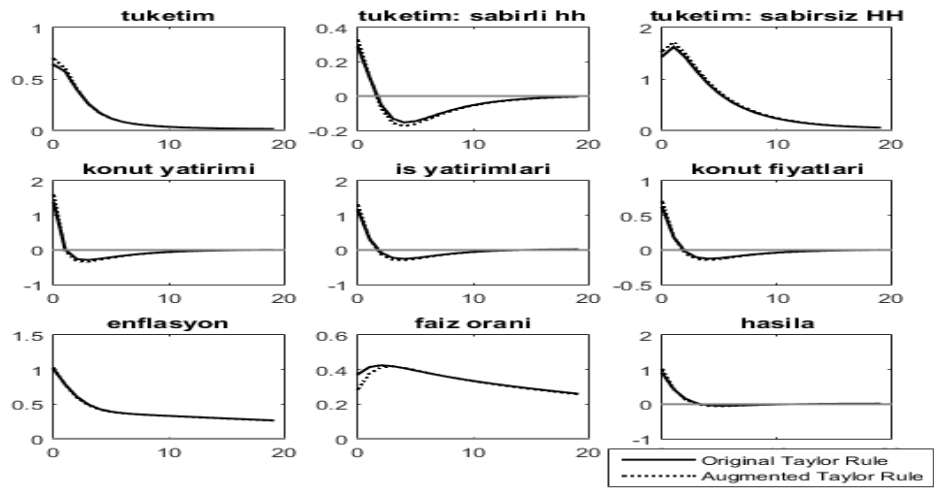 tuketim
tuketim: sabirli hh
tuketim: sabirsiz HH
1
0.5
0
0 10 20
0.4
0.2
0
-0.2
0 10 20
2
1
0
0 10 20
konut yatirimi
is yatirimlari
konut fiyatlari
2
1
0
-1
0 10 20
2
1
0
-1
0 10 20
1
0.5
0
-0.5
0 10 20
enflasyon
faiz orani
hasila
1.5
1
0.5
0
0 10 20
0.6
0.4
0.2
0
0 10 20
2
1
0
-1
0 10 20
Original Taylor Rule
Augmented Taylor Rule